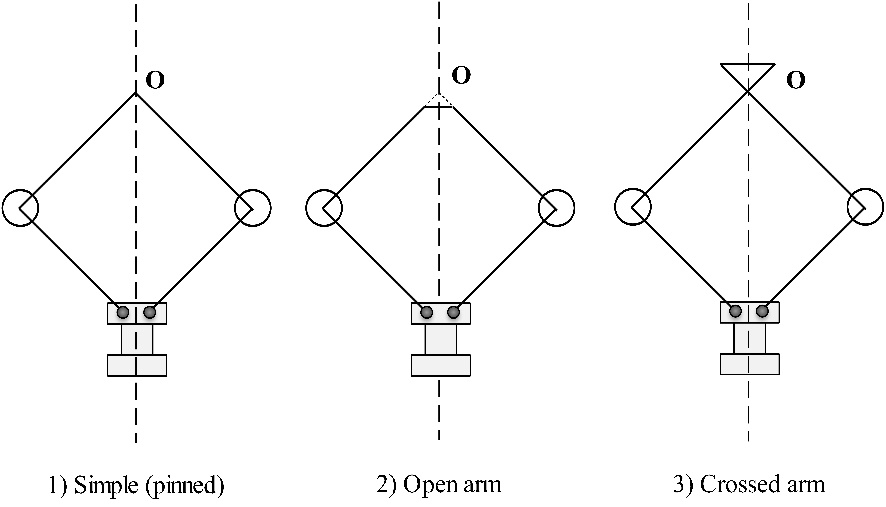 O
O
O
1) Simple (pinned)
2) Open arm
3) Crossed arm